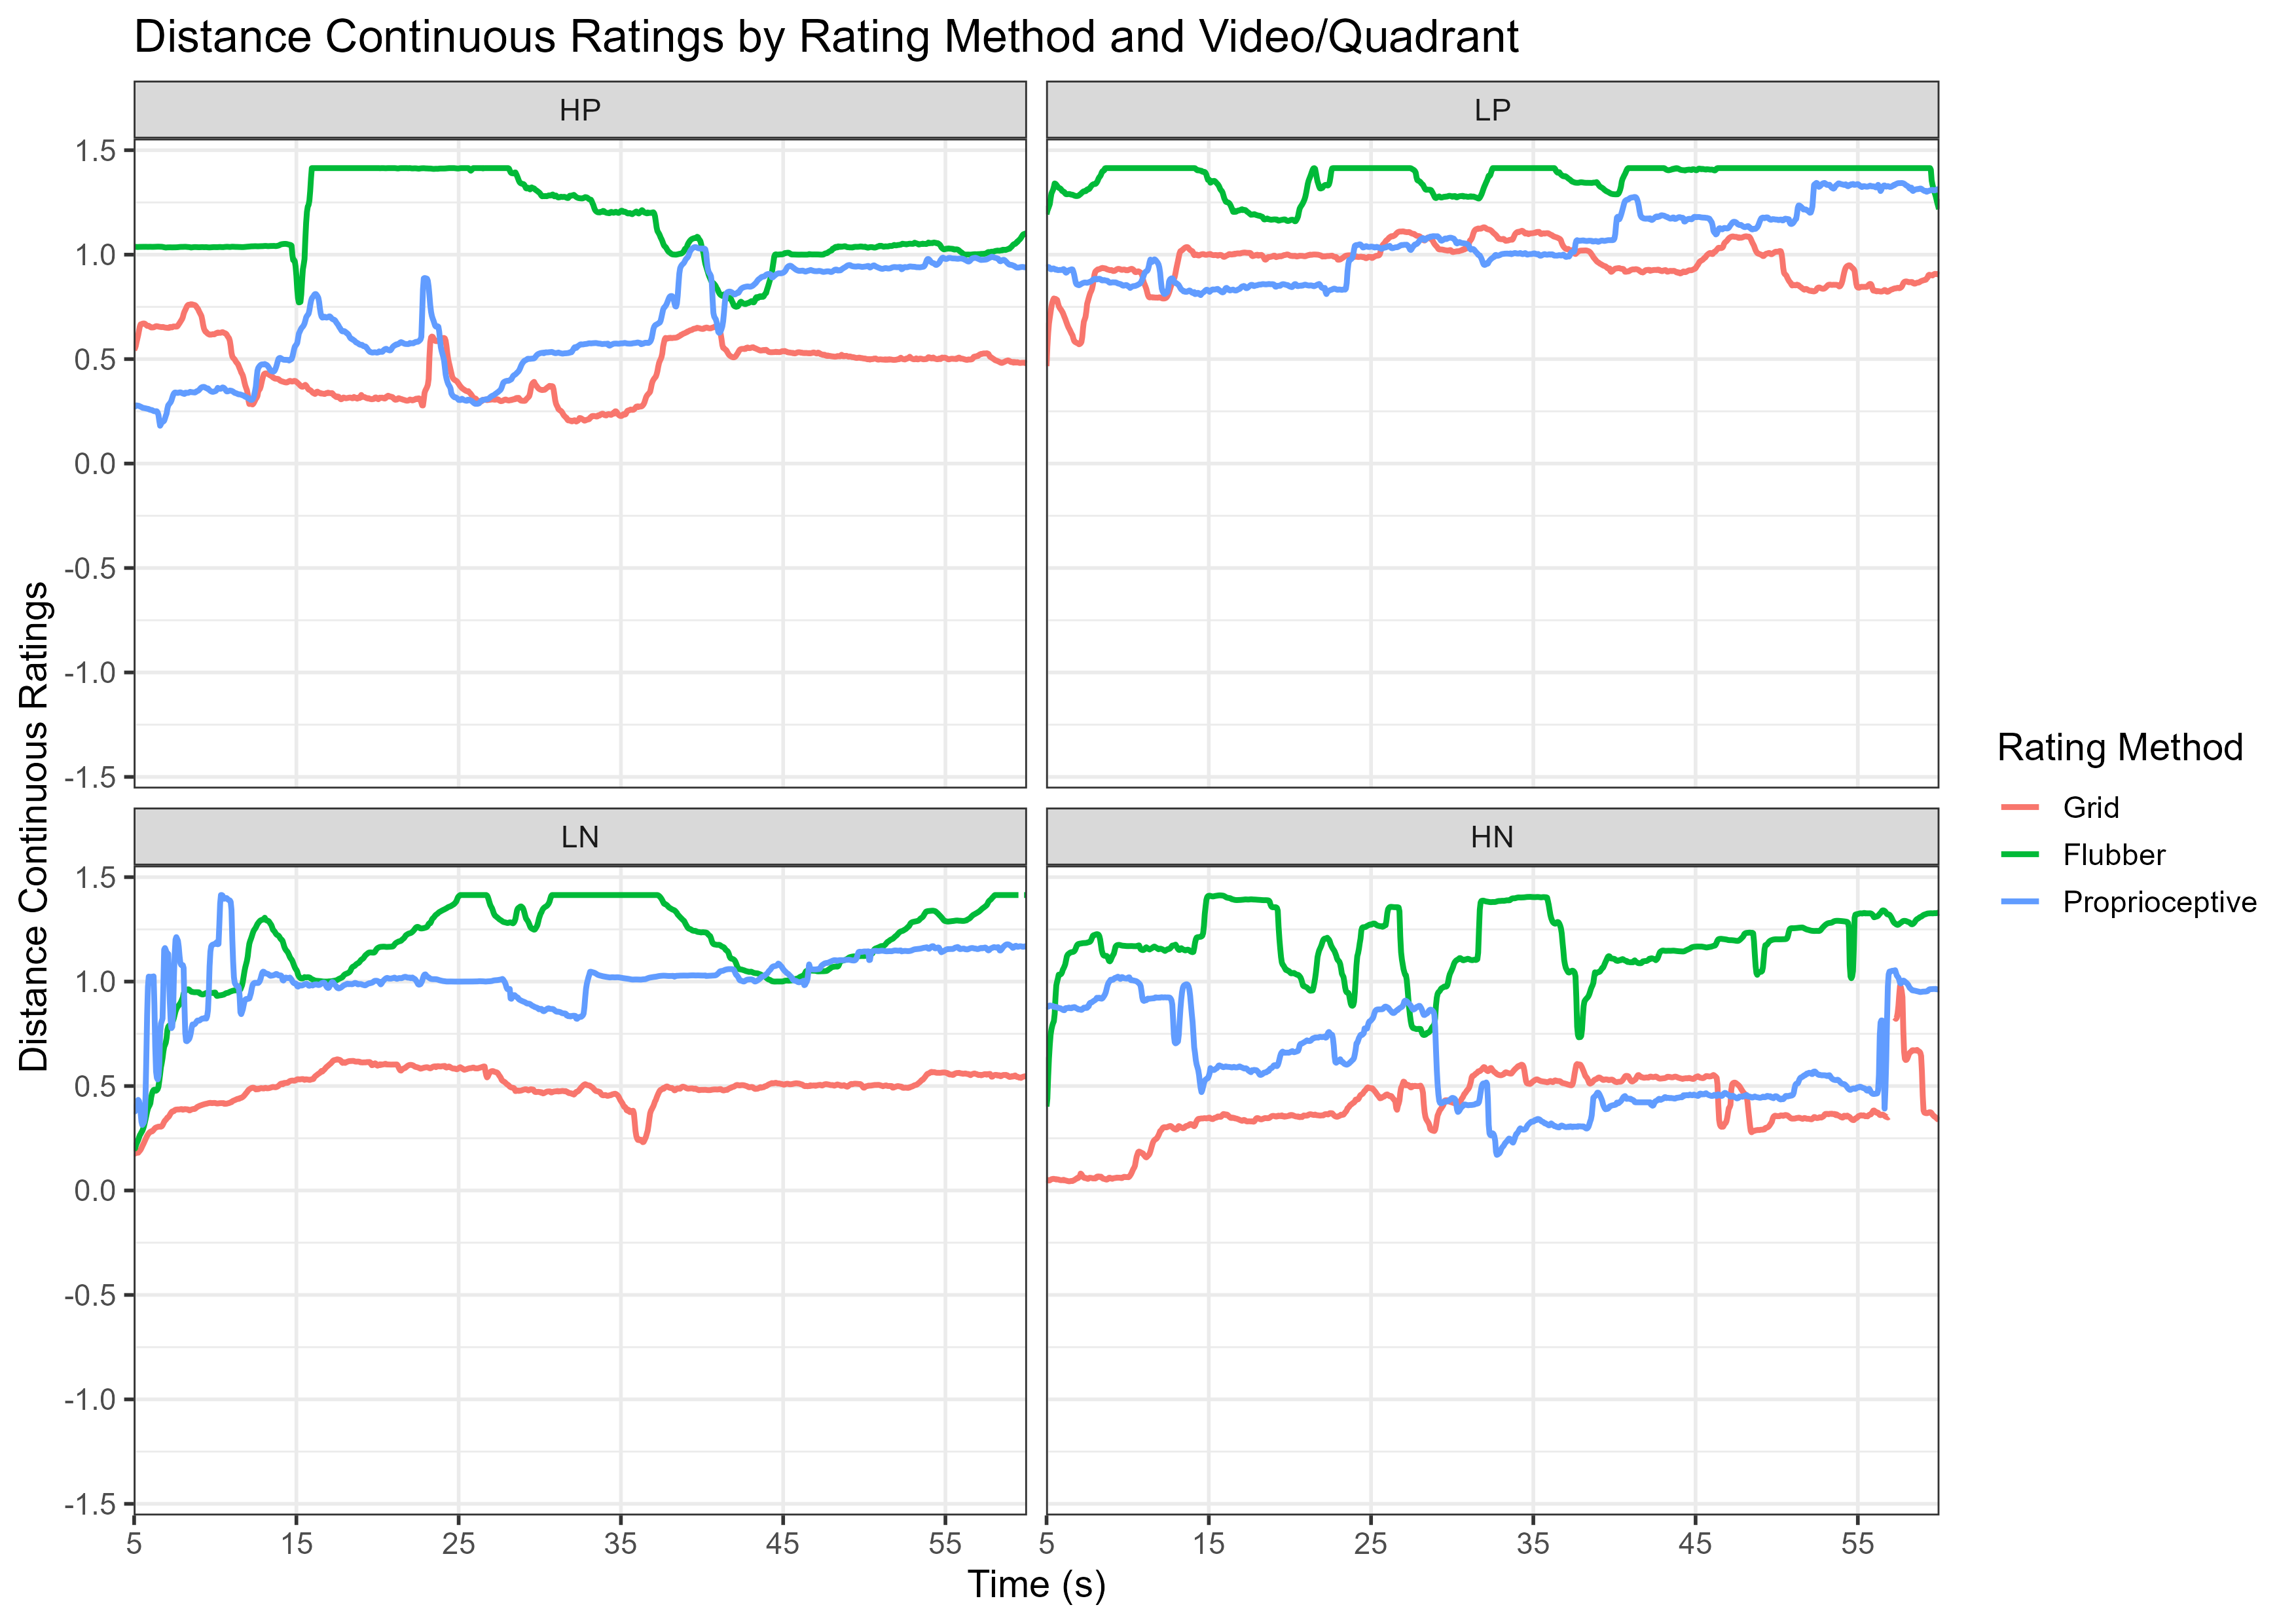 Distance Continuous Ratings by Rating Method and Video/Quadrant
HP
LP
1.5
1.0
0.5
0.0
-0.5
-1.0
-1.5
LN
HN
1.5
1.0
0.5
0.0
-0.5
-1.0
-1.5
5 15 25 35 45 55
5 15 25 35 45 55
Time (s)
Distance Continuous Ratings
Rating Method
Grid
Flubber
Proprioceptive